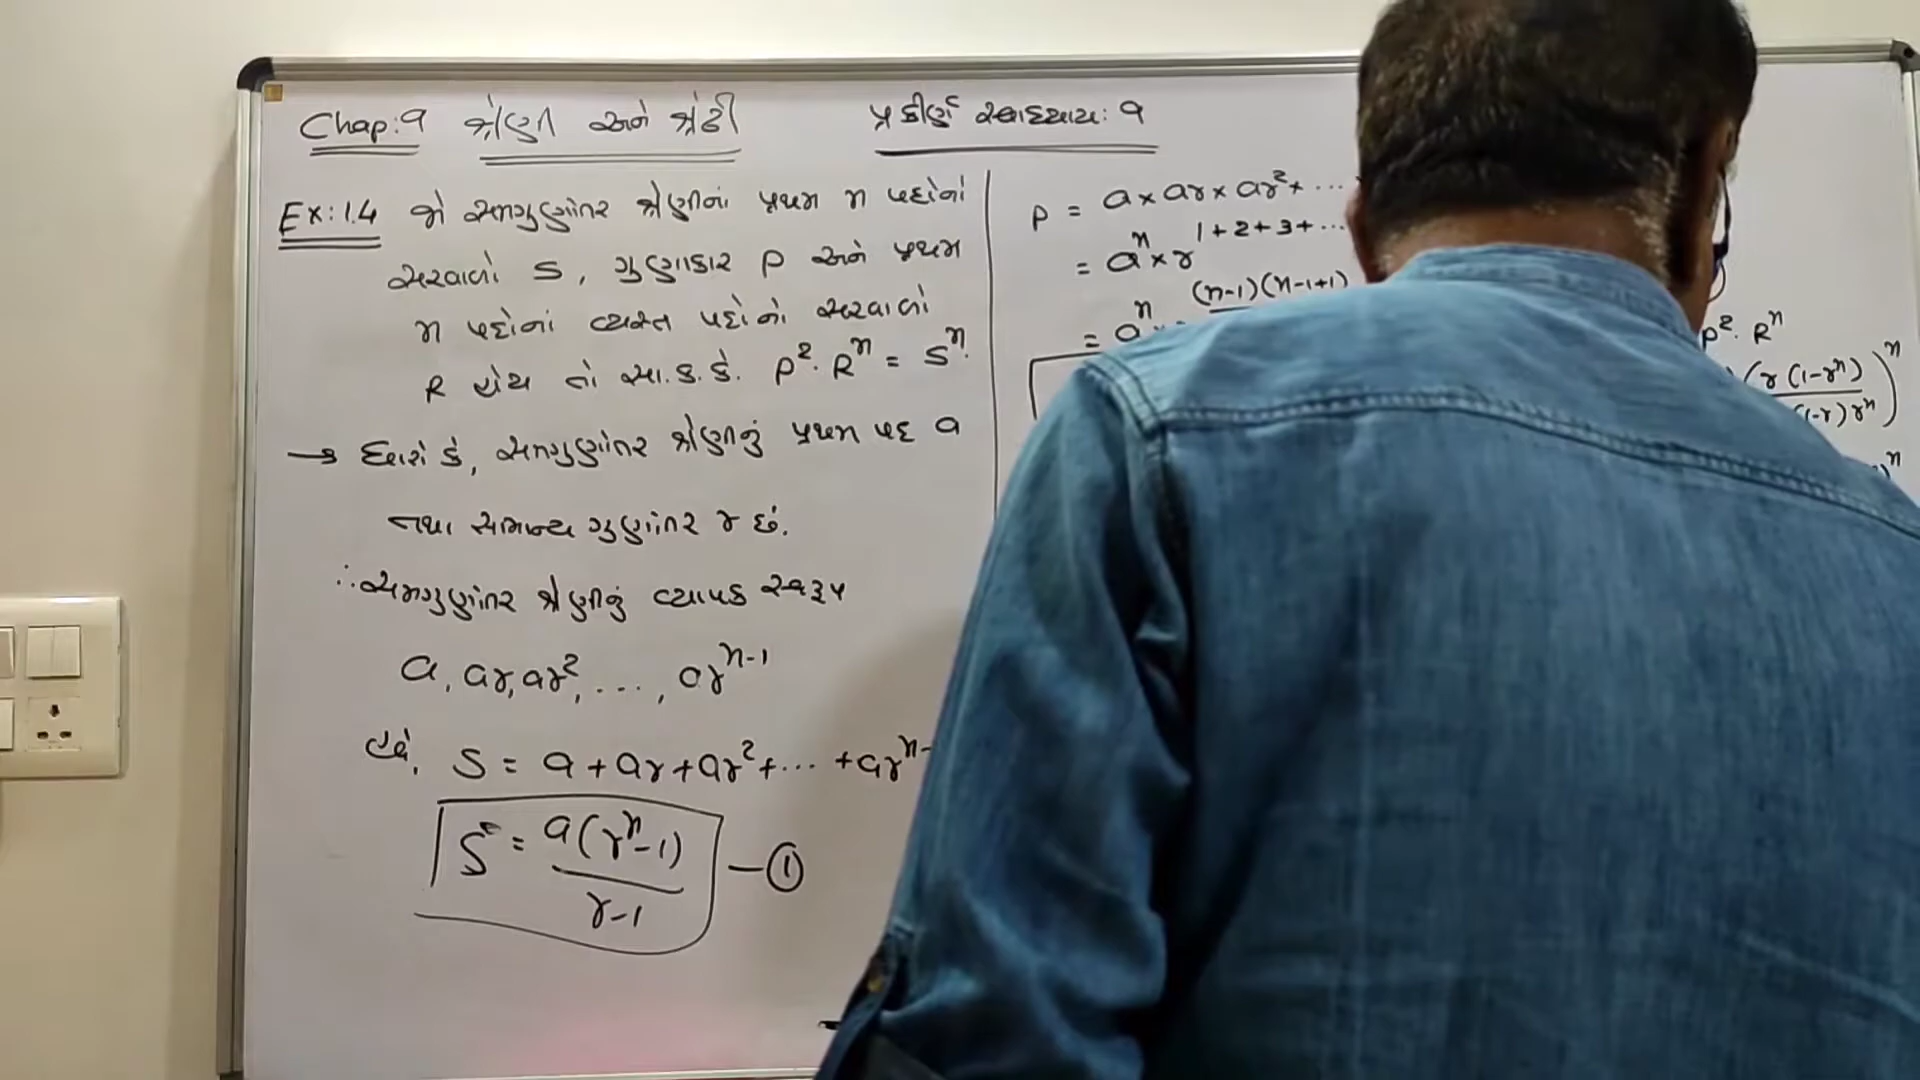 Chap: 9 શ્રેણી અને શ્રેઢી
પ્રકીર્ણ સ્વાધ્યાય: 9
Ex: 1.4 જો સમગુણોત્તર શ્રેણીનાં પ્રથમ n પદોનો
સરવાળો S, ગુણાકાર P અને પ્રથમ
n પદોનાં વ્યસ્ત પદોનો સરવાળો
R હોય તો સા.ક.કે. P². Rⁿ = Sⁿ.
→ ધારો કે, સમગુણોત્તર શ્રેણીનું પ્રથમ પદ a
તથા સામાન્ય ગુણોત્તર r છે.
∴ સમગુણોત્તર શ્રેણીનું વ્યાપક સ્વરૂપ
a, ar, ar², ..., arⁿ⁻¹
હવે, S = a + ar + ar² + ... + arⁿ⁻
S = a(rⁿ-1)/r-1 — ①
P = a × ar × ar² × ...
= aⁿ × r^1+2+3+...
= aⁿ (n-1)(n-1+1)
P². Rⁿ
(r(1-rⁿ)/(1-r)rⁿ)ⁿ
)ⁿ